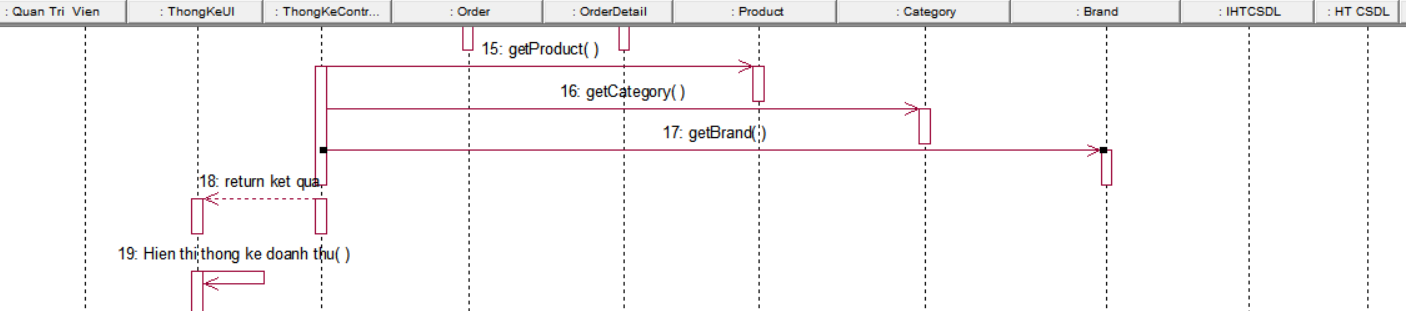 : Quan Tri Vien
: ThongKeUI
: ThongKeContr...
: Order
: OrderDetail
: Product
: Category
: Brand
: IHTCSDL
: HT CSDL
15: getProduct( )
16: getCategory( )
17: getBrand( )
18: return ket qua
19: Hien thi thong ke doanh thu( )